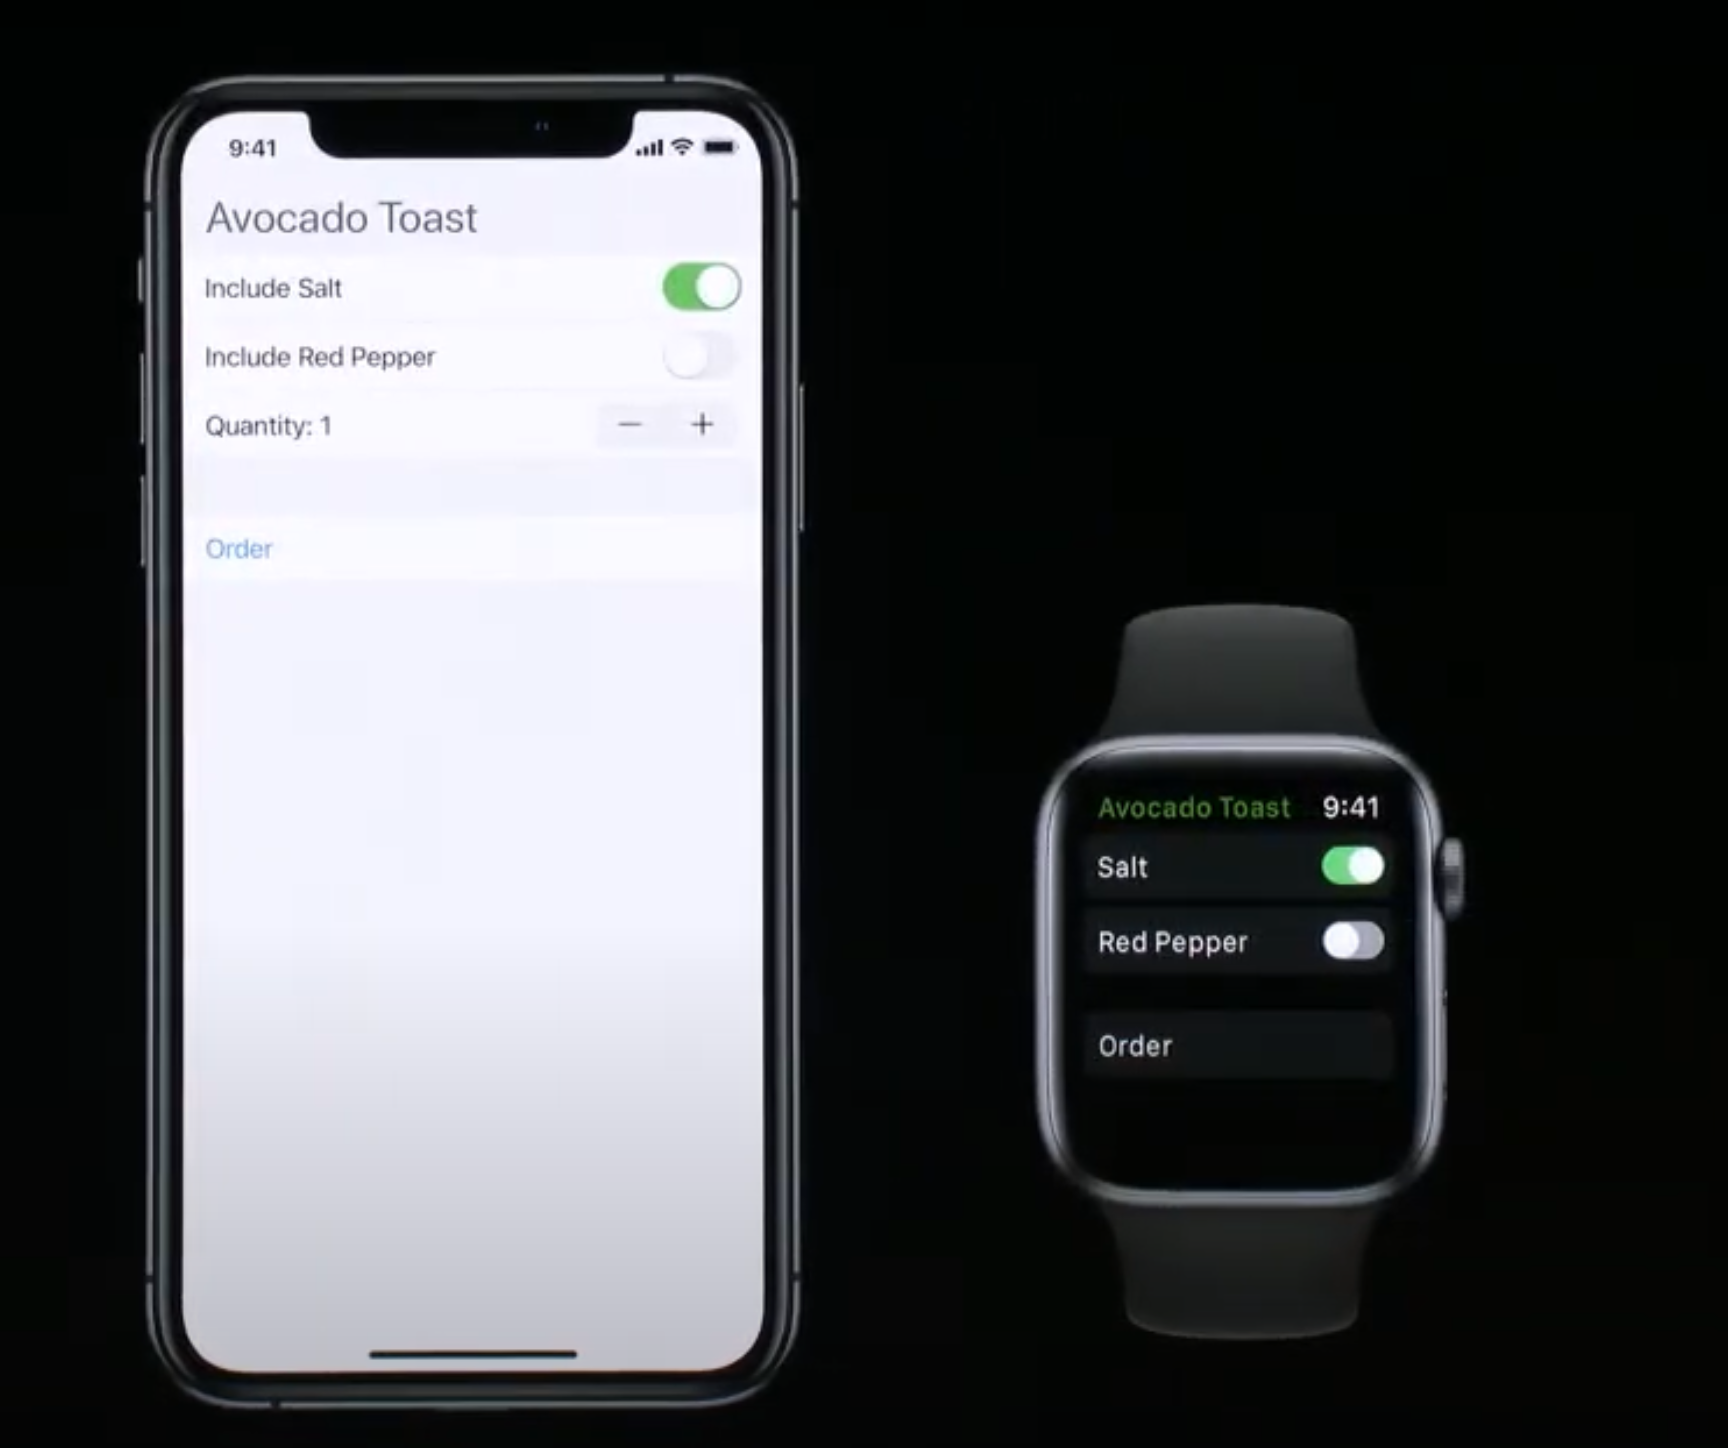 9:41
Avocado Toast
Include Salt
Include Red Pepper
Quantity: 1
Order
Avocado Toast 9:41
Salt
Red Pepper
Order